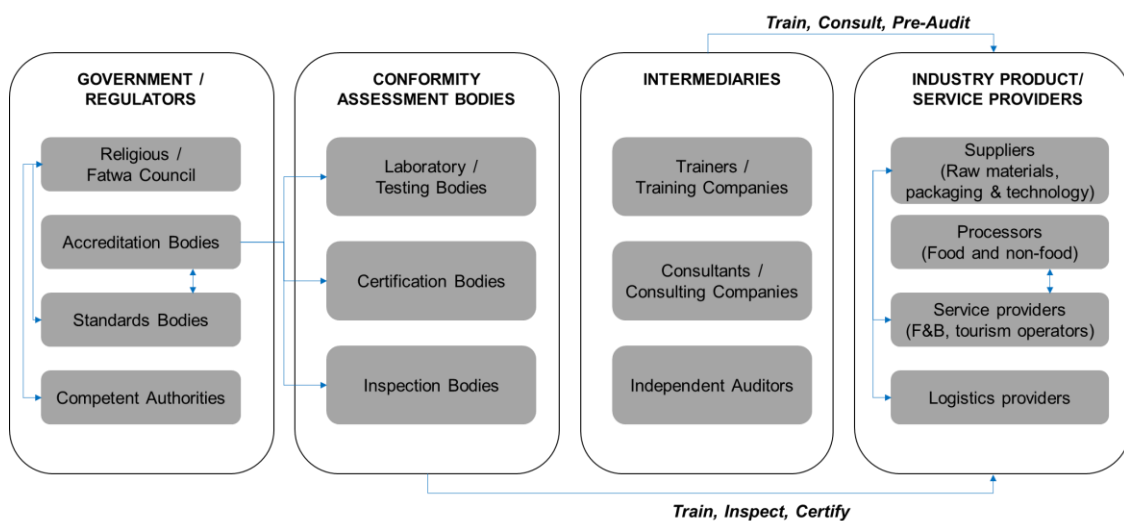 Train, Consult, Pre-Audit
GOVERNMENT /
REGULATORS
Religious /
Fatwa Council
Accreditation Bodies
Standards Bodies
Competent Authorities
CONFORMITY
ASSESSMENT BODIES
Laboratory /
Testing Bodies
Certification Bodies
Inspection Bodies
INTERMEDIARIES
Trainers /
Training Companies
Consultants /
Consulting Companies
Independent Auditors
INDUSTRY PRODUCT/
SERVICE PROVIDERS
Suppliers
(Raw materials,
packaging & technology)
Processors
(Food and non-food)
Service providers
(F&B, tourism operators)
Logistics providers
Train, Inspect, Certify